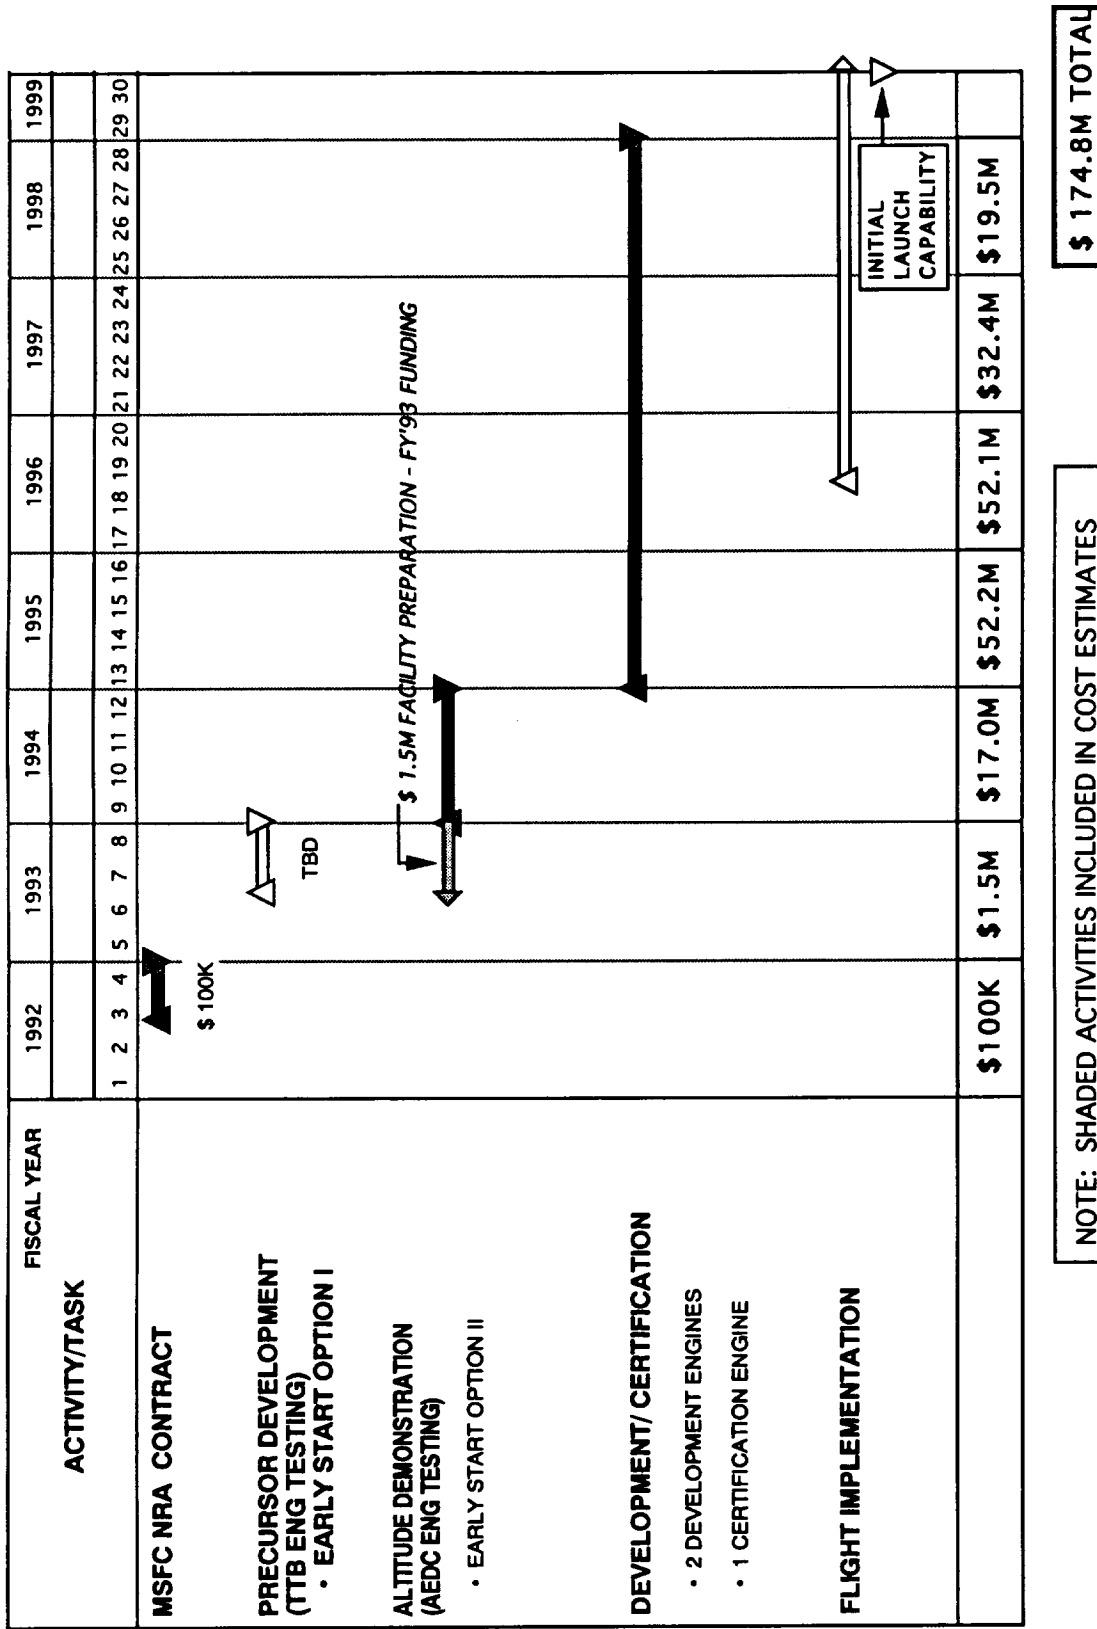 FISCAL YEAR 1992 1993 1994 1995 1996 1997 1998 1999
ACTIVITY/TASK
1 2 3 4 5 6 7 8 9 10 11 12 13 14 15 16 17 18 19 20 21 22 23 24 25 26 27 28 29 30
MSFC NRA CONTRACT
$ 100K
PRECURSOR DEVELOPMENT
(TTB ENG TESTING)
• EARLY START OPTION I
TBD
ALTITUDE DEMONSTRATION
(AEDC ENG TESTING)
• EARLY START OPTION II
$ 1.5M FACILITY PREPARATION - FY'93 FUNDING
DEVELOPMENT/ CERTIFICATION
• 2 DEVELOPMENT ENGINES
• 1 CERTIFICATION ENGINE
FLIGHT IMPLEMENTATION
INITIAL
LAUNCH
CAPABILITY
$100K $1.5M $17.0M $52.2M $52.1M $32.4M $19.5M
NOTE: SHADED ACTIVITIES INCLUDED IN COST ESTIMATES
$ 174.8M TOTAL